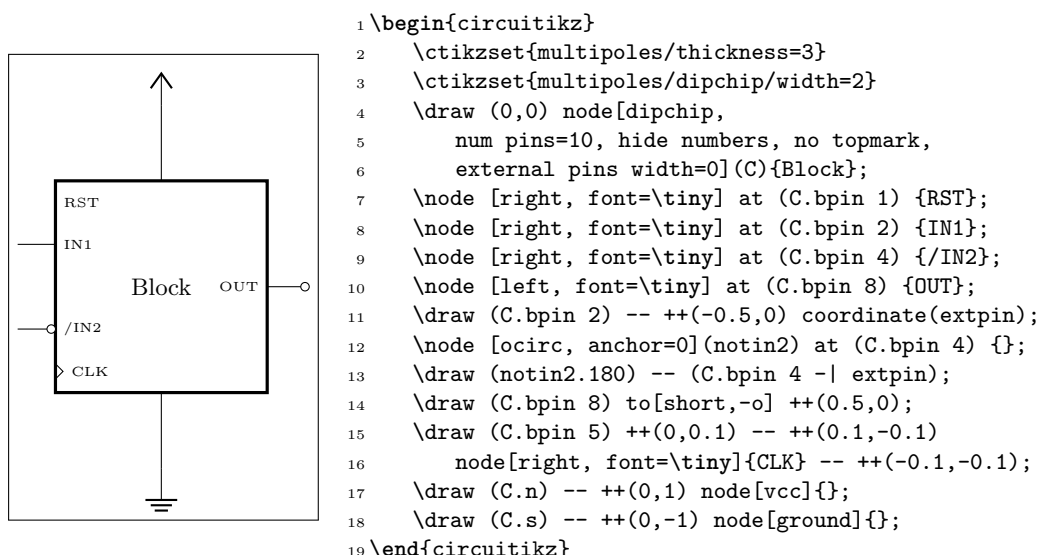 RST
IN1
Block
OUT
/IN2
CLK
1 \begin{circuitikz}
2     \ctikzset{multipoles/thickness=3}
3     \ctikzset{multipoles/dipchip/width=2}
4     \draw (0,0) node[dipchip,
5        num pins=10, hide numbers, no topmark,
6        external pins width=0](C){Block};
7     \node [right, font=\tiny] at (C.bpin 1) {RST};
8     \node [right, font=\tiny] at (C.bpin 2) {IN1};
9     \node [right, font=\tiny] at (C.bpin 4) {/IN2};
10     \node [left, font=\tiny] at (C.bpin 8) {OUT};
11     \draw (C.bpin 2) -- ++(-0.5,0) coordinate(extpin);
12     \node [ocirc, anchor=0](notin2) at (C.bpin 4) {};
13     \draw (notin2.180) -- (C.bpin 4 -| extpin);
14     \draw (C.bpin 8) to[short,-o] ++(0.5,0);
15     \draw (C.bpin 5) ++(0,0.1) -- ++(0.1,-0.1)
16        node[right, font=\tiny]{CLK} -- ++(-0.1,-0.1);
17     \draw (C.n) -- ++(0,1) node[vcc]{};
18     \draw (C.s) -- ++(0,-1) node[ground]{};
19 \end{circuitikz}